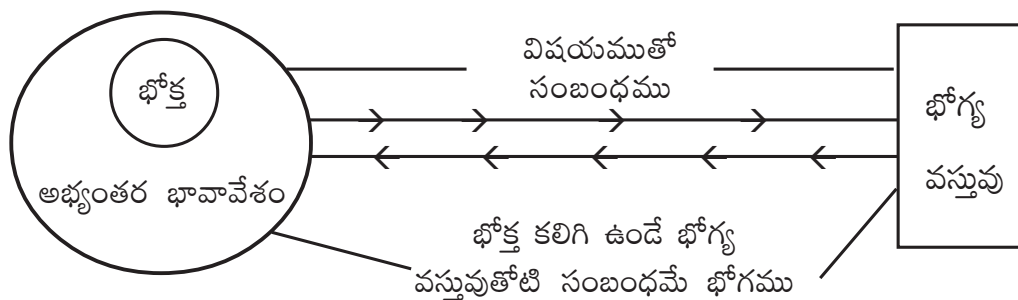 విషయముతో
సంబంధము
భోక్త
భోగ్య
వస్తువు
అభ్యంతర భావావేశం
భోక్త కలిగి ఉండే భోగ్య
వస్తువుతోటి సంబంధమే భోగము